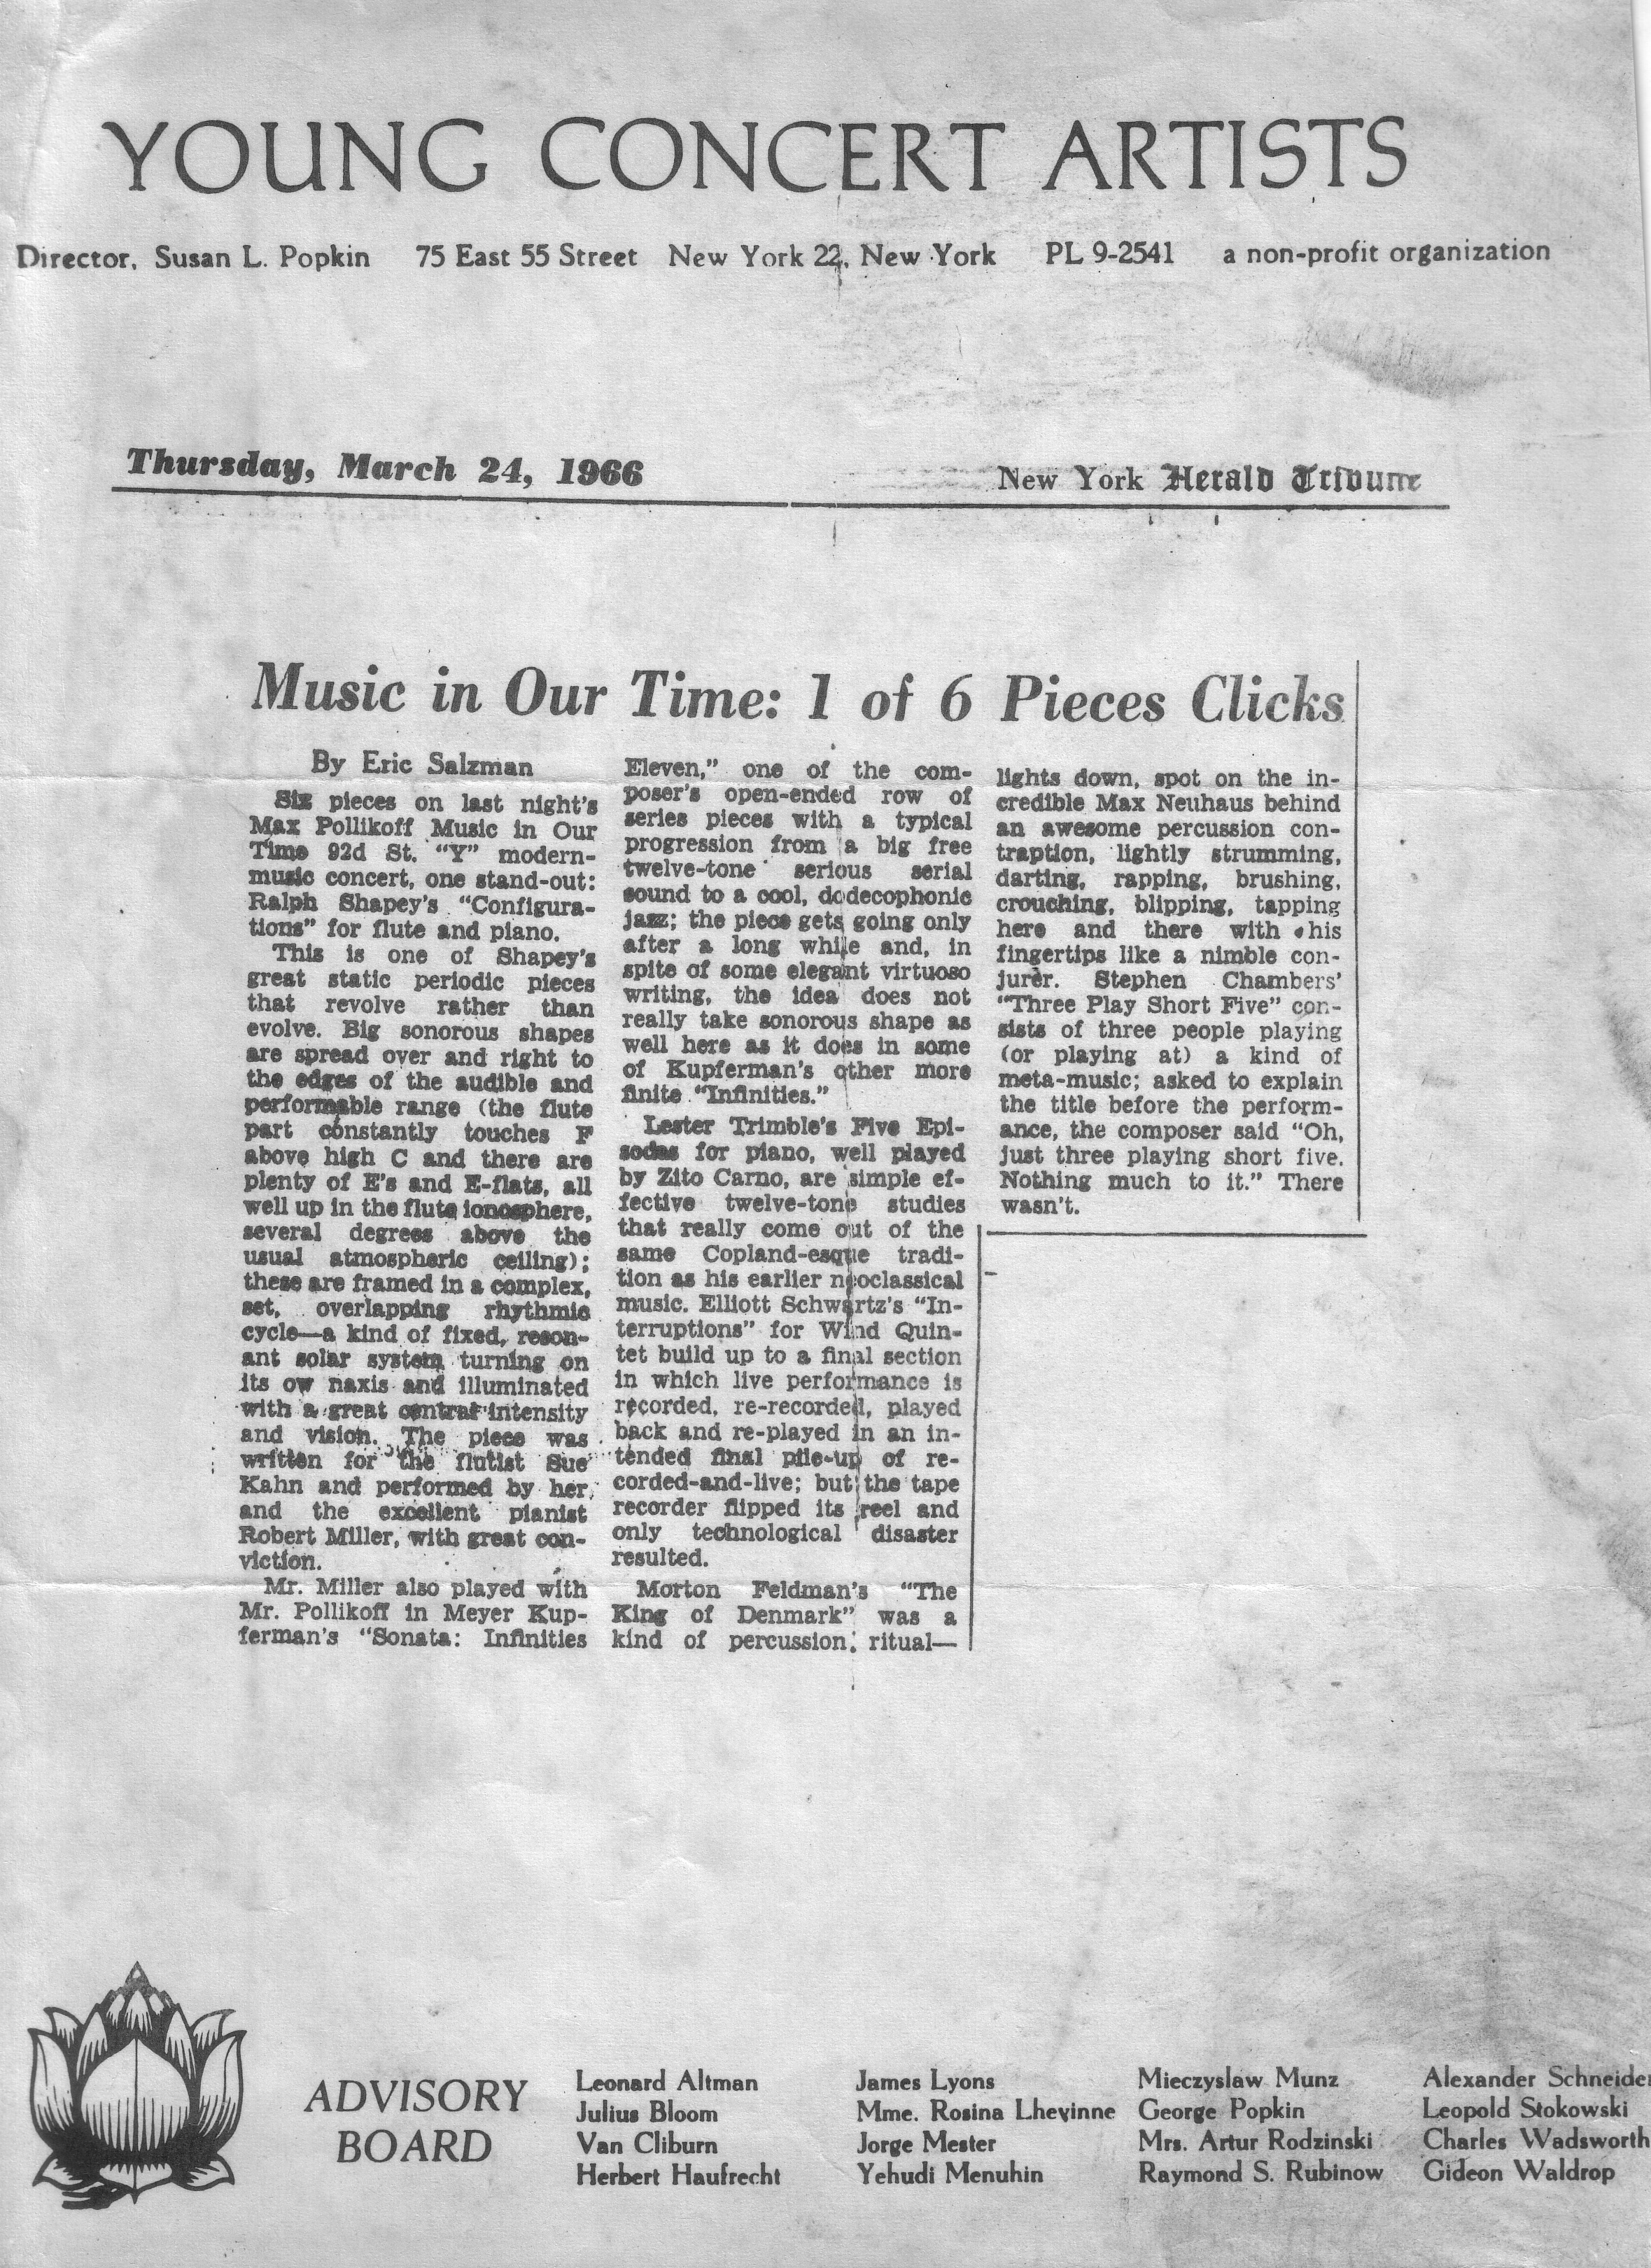 YOUNG CONCERT ARTISTS
Director, Susan L. Popkin 75 East 55 Street New York 22, New York PL 9-2541 a non-profit organization
Thursday, March 24, 1966
New York Herald Tribune
Music in Our Time: 1 of 6 Pieces Clicks
By Eric Salzman
Six pieces on last night's
Max Pollikoff Music in Our
Time 92d St. "Y" modern-
music concert, one stand-out:
Ralph Shapey's "Configura-
tions" for flute and piano.
This is one of Shapey's
great static periodic pieces
that revolve rather than
evolve. Big sonorous shapes
are spread over and right to
the edges of the audible and
performable range (the flute
part constantly touches F
above high C and there are
plenty of E's and E-flats, all
well up in the flute ionosphere,
several degrees above the
usual atmospheric ceiling);
these are framed in a complex,
set, overlapping rhythmic
cycle—a kind of fixed, reson-
ant solar system turning on
its ow naxis and illuminated
with a great central intensity
and vision. The piece was
written for the flutist Sue
Kahn and performed by her
and the excellent pianist
Robert Miller, with great con-
viction.
Mr. Miller also played with
Mr. Pollikoff in Meyer Kup-
ferman's "Sonata: Infinities
Eleven," one of the com-
poser's open-ended row of
series pieces with a typical
progression from a big free
twelve-tone serious serial
sound to a cool, dodecophonic
jazz; the piece gets going only
after a long while and, in
spite of some elegant virtuoso
writing, the idea does not
really take sonorous shape as
well here as it does in some
of Kupferman's other more
finite "Infinities."
Lester Trimble's Five Epi-
sodes for piano, well played
by Zito Carno, are simple ef-
fective twelve-tone studies
that really come out of the
same Copland-esque tradi-
tion as his earlier neoclassical
music. Elliott Schwartz's "In-
terruptions" for Wind Quin-
tet build up to a final section
in which live performance is
recorded, re-recorded, played
back and re-played in an in-
tended final pile-up of re-
corded-and-live; but the tape
recorder flipped its reel and
only technological disaster
resulted.
Morton Feldman's "The
King of Denmark" was a
kind of percussion ritual—
lights down, spot on the in-
credible Max Neuhaus behind
an awesome percussion con-
traption, lightly strumming,
darting, rapping, brushing,
crouching, blipping, tapping
here and there with his
fingertips like a nimble con-
jurer. Stephen Chambers'
"Three Play Short Five" con-
sists of three people playing
(or playing at) a kind of
meta-music; asked to explain
the title before the perform-
ance, the composer said "Oh,
just three playing short five.
Nothing much to it." There
wasn't.
ADVISORY
BOARD
Leonard Altman
Julius Bloom
Van Cliburn
Herbert Haufrecht
James Lyons
Mme. Rosina Lhevinne
Jorge Mester
Yehudi Menuhin
Mieczyslaw Munz
George Popkin
Mrs. Artur Rodzinski
Raymond S. Rubinow
Alexander Schneider
Leopold Stokowski
Charles Wadsworth
Gideon Waldrop